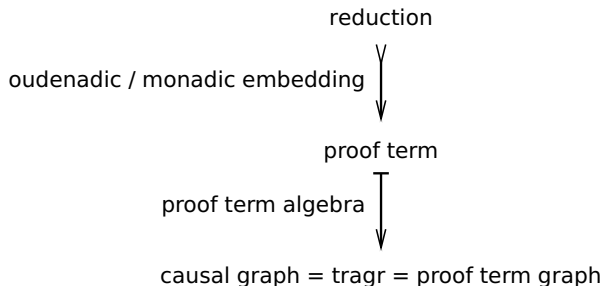 reduction
oudenadic / monadic embedding
proof term
proof term algebra
causal graph = tragr = proof term graph